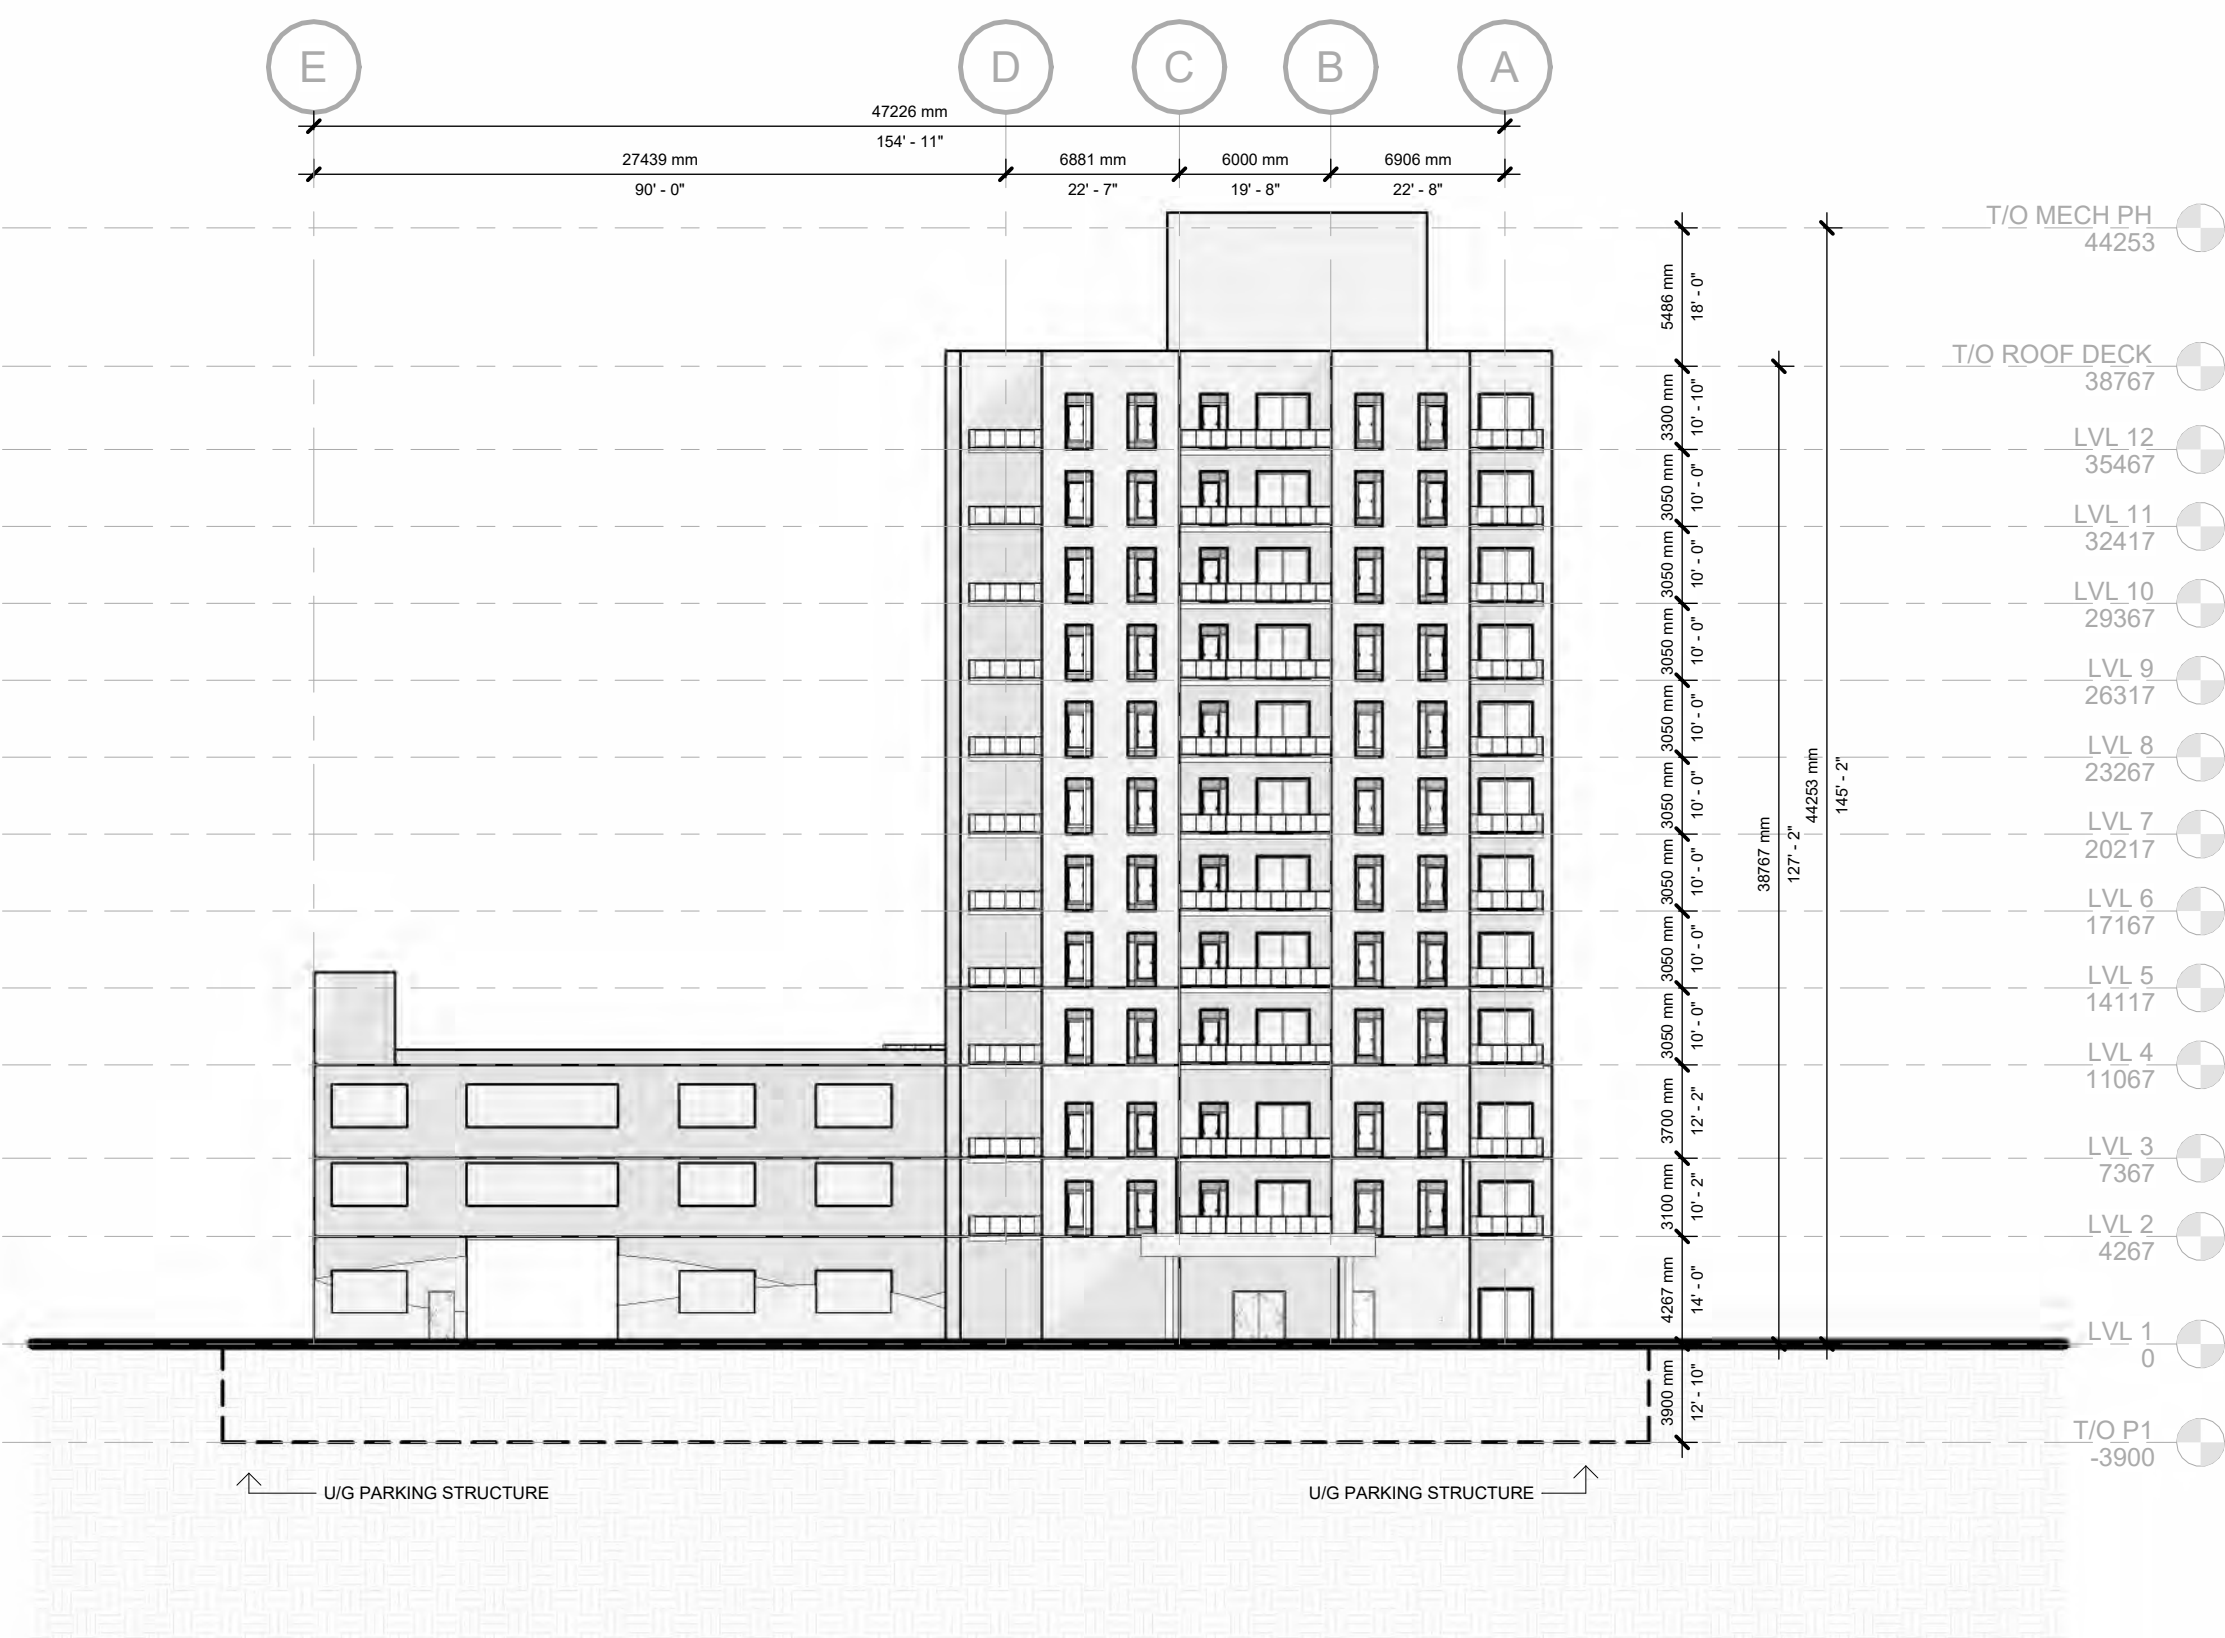 E
D
C
B
A
47226 mm
154' - 11"
27439 mm
6881 mm
6000 mm
6906 mm
90' - 0"
22' - 7"
19' - 8"
22' - 8"
T/O MECH PH
44253
5486 mm
18' - 0"
T/O ROOF DECK
38767
3300 mm
10' - 10"
LVL 12
35467
3050 mm
10' - 0"
LVL 11
32417
3050 mm
10' - 0"
LVL 10
29367
3050 mm
10' - 0"
LVL 9
26317
3050 mm
10' - 0"
LVL 8
23267
3050 mm
10' - 0"
44253 mm
145' - 2"
LVL 7
20217
3050 mm
10' - 0"
38767 mm
127' - 2"
LVL 6
17167
3050 mm
10' - 0"
LVL 5
14117
3050 mm
10' - 0"
LVL 4
11067
3700 mm
12' - 2"
LVL 3
7367
3100 mm
10' - 2"
LVL 2
4267
4267 mm
14' - 0"
LVL 1
0
3900 mm
12' - 10"
T/O P1
-3900
U/G PARKING STRUCTURE
U/G PARKING STRUCTURE